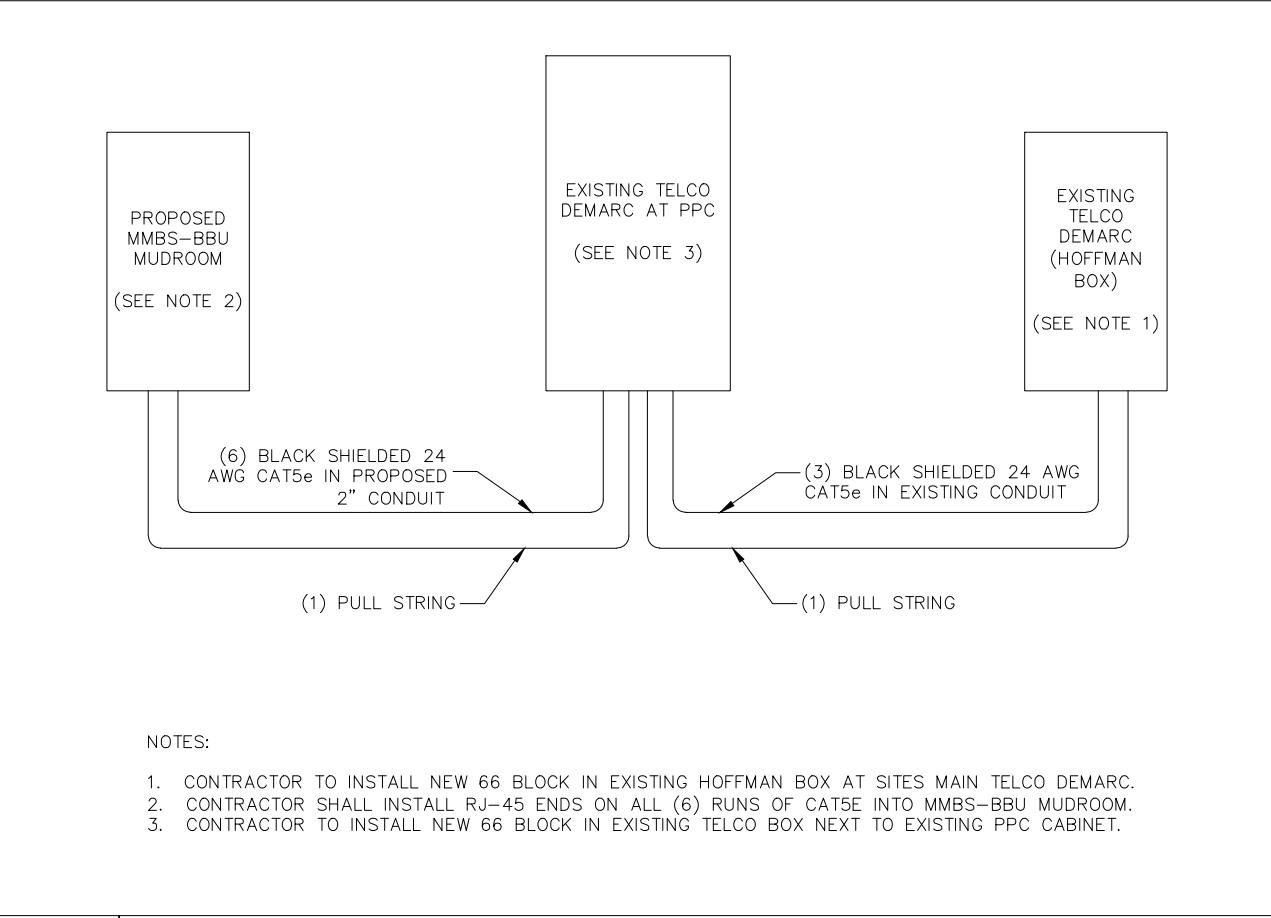 PROPOSED
MMBS-BBU
MUDROOM
(SEE NOTE 2)
EXISTING TELCO
DEMARC AT PPC
(SEE NOTE 3)
EXISTING
TELCO
DEMARC
(HOFFMAN
BOX)
(SEE NOTE 1)
(6) BLACK SHIELDED 24
AWG CAT5e IN PROPOSED
2" CONDUIT
(3) BLACK SHIELDED 24 AWG
CAT5e IN EXISTING CONDUIT
(1) PULL STRING
(1) PULL STRING
NOTES:
1. CONTRACTOR TO INSTALL NEW 66 BLOCK IN EXISTING HOFFMAN BOX AT SITES MAIN TELCO DEMARC.
2. CONTRACTOR SHALL INSTALL RJ-45 ENDS ON ALL (6) RUNS OF CAT5E INTO MMBS-BBU MUDROOM.
3. CONTRACTOR TO INSTALL NEW 66 BLOCK IN EXISTING TELCO BOX NEXT TO EXISTING PPC CABINET.